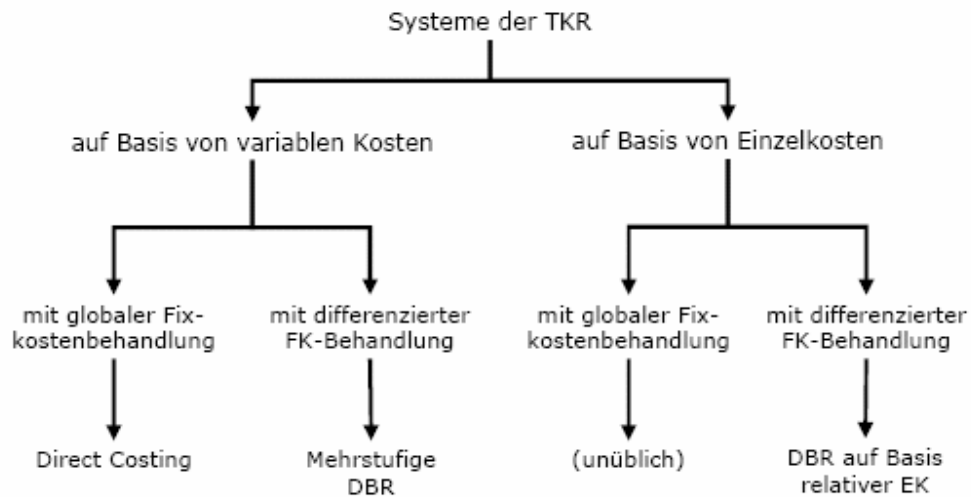 Systeme der TKR
auf Basis von variablen Kosten
auf Basis von Einzelkosten
mit globaler Fix-
kostenbehandlung
mit differenzierter
FK-Behandlung
mit globaler Fix-
kostenbehandlung
mit differenzierter
FK-Behandlung
Direct Costing
Mehrstufige
DBR
(unüblich)
DBR auf Basis
relativer EK